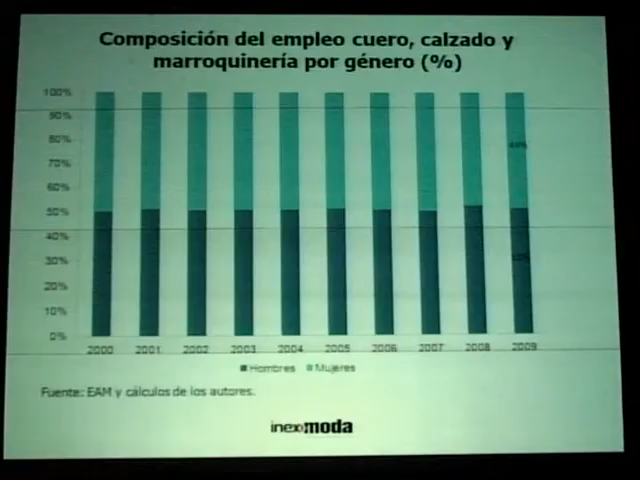 Composición del empleo cuero, calzado y
marroquinería por género (%)
100%
90%
80%
70%
60%
50%
40%
30%
20%
10%
0%
2000 2001 2002 2003 2004 2005 2006 2007 2008 2009
Hombres Mujeres
Fuente: EAM y cálculos de los autores.
inexmoda